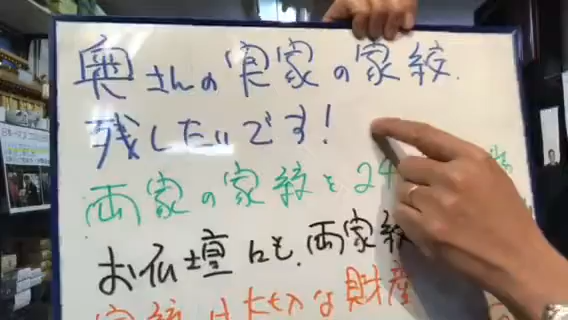 奥さんの実家の家紋.
残したいです!
両家の家紋を24
お仏壇にも、両家紋
家紋は大切な財産